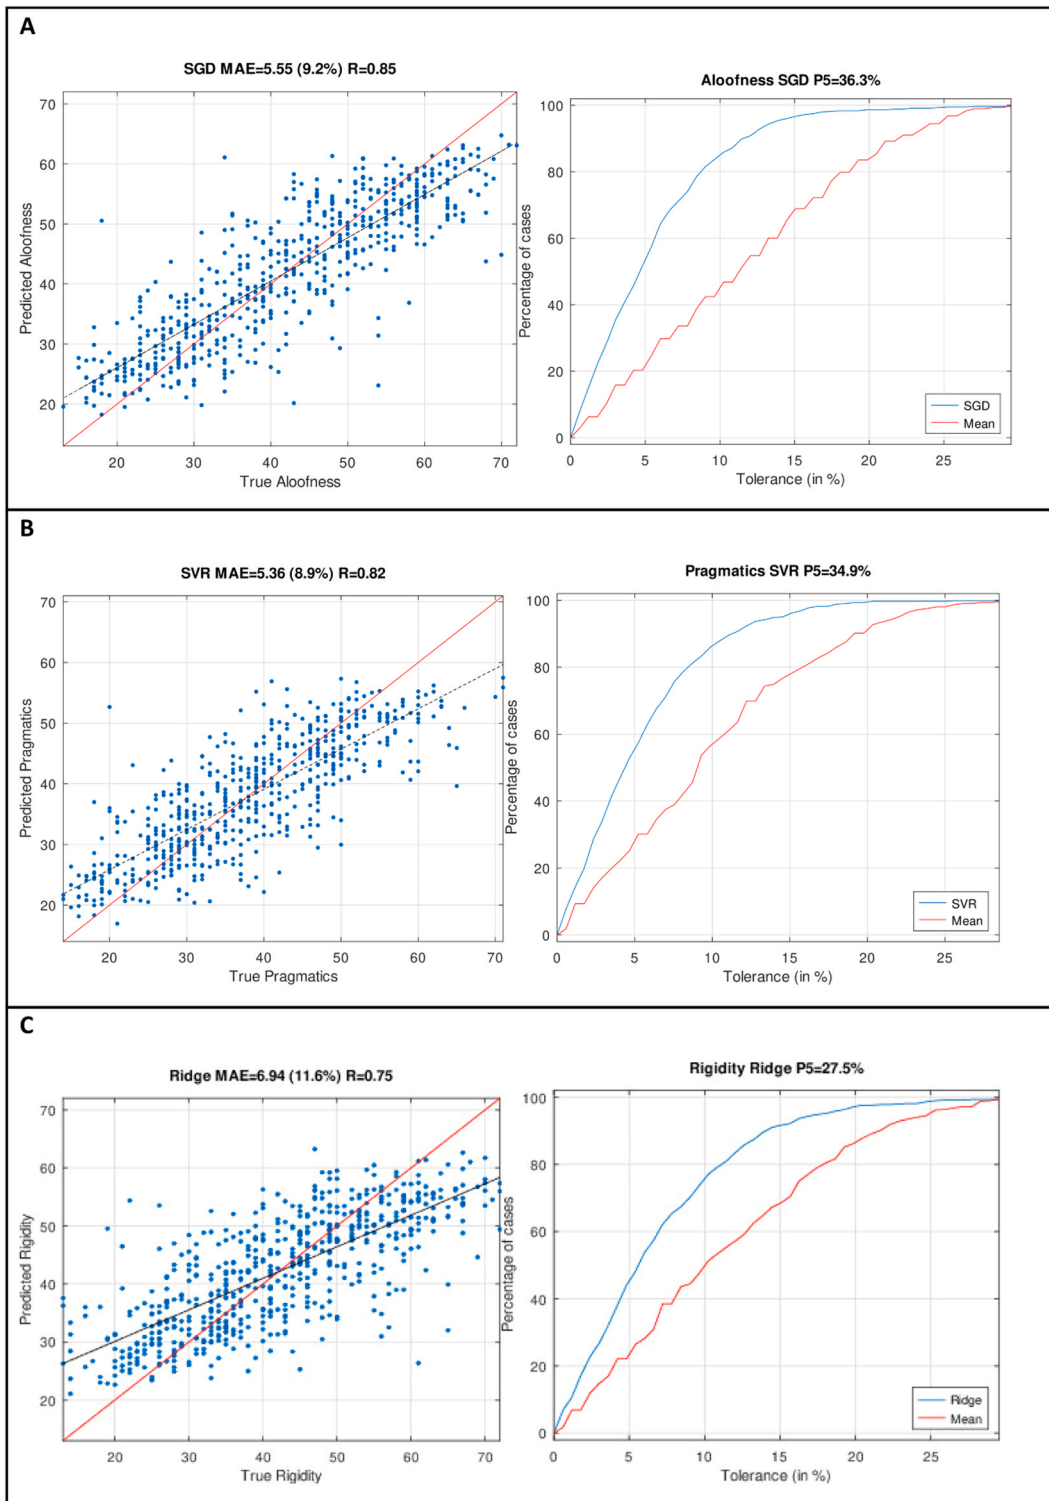 A
SGD MAE=5.55 (9.2%) R=0.85
70
60
50
40
30
20
Predicted Aloofness
20 30 40 50 60 70
True Aloofness
Aloofness SGD P5=36.3%
100
80
60
40
20
0
Percentage of cases
0 5 10 15 20 25
Tolerance (in %)
SGD
Mean
B
SVR MAE=5.36 (8.9%) R=0.82
70
60
50
40
30
20
Predicted Pragmatics
20 30 40 50 60 70
True Pragmatics
Pragmatics SVR P5=34.9%
100
80
60
40
20
0
Percentage of cases
0 5 10 15 20 25
Tolerance (in %)
SVR
Mean
C
Ridge MAE=6.94 (11.6%) R=0.75
70
60
50
40
30
20
Predicted Rigidity
20 30 40 50 60 70
True Rigidity
Rigidity Ridge P5=27.5%
100
80
60
40
20
0
Percentage of cases
0 5 10 15 20 25
Tolerance (in %)
Ridge
Mean